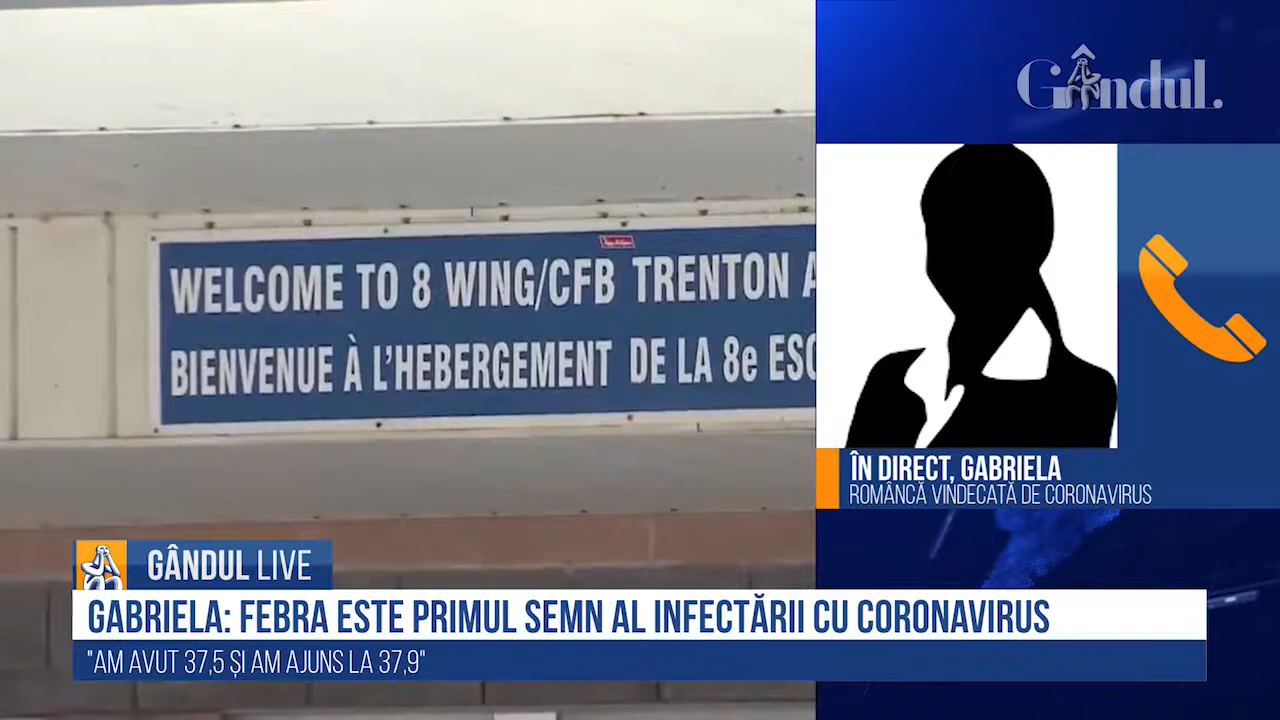 Gândul.
WELCOME TO 8 WING/CFB TRENTON A
BIENVENUE À L'HEBERGEMENT DE LA 8e ESC
ÎN DIRECT, GABRIELA
ROMÂNCĂ VINDECATĂ DE CORONAVIRUS
GÂNDUL LIVE
GABRIELA: FEBRA ESTE PRIMUL SEMN AL INFECTĂRII CU CORONAVIRUS
"AM AVUT 37,5 ȘI AM AJUNS LA 37,9"